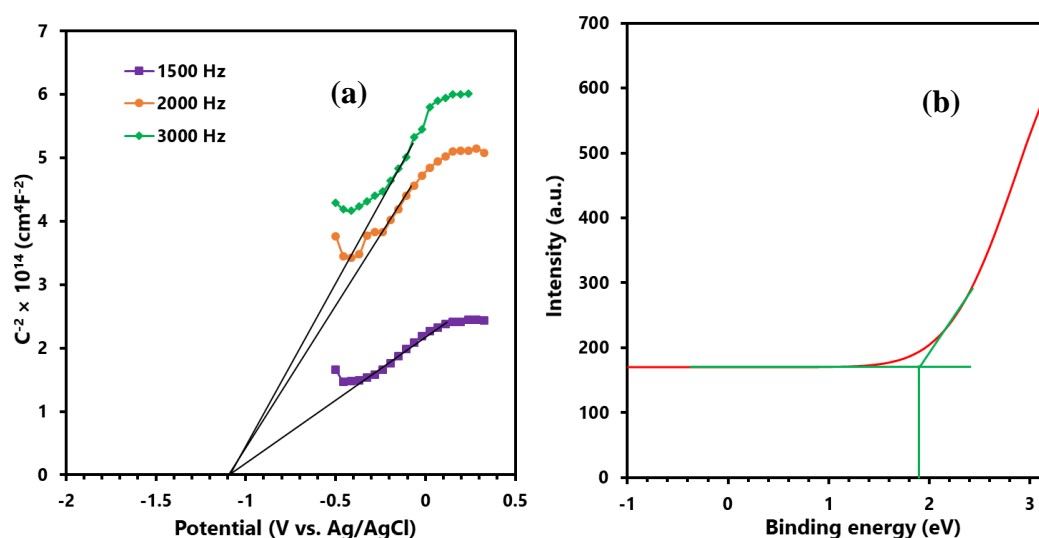 (a)
1500 Hz
2000 Hz
3000 Hz
C⁻² × 10¹⁴ (cm⁴F⁻²)
7
6
5
4
3
2
1
0
-2 -1.5 -1 -0.5 0 0.5
Potential (V vs. Ag/AgCl)
(b)
Intensity (a.u.)
700
600
500
400
300
200
100
0
-1 0 1 2 3
Binding energy (eV)